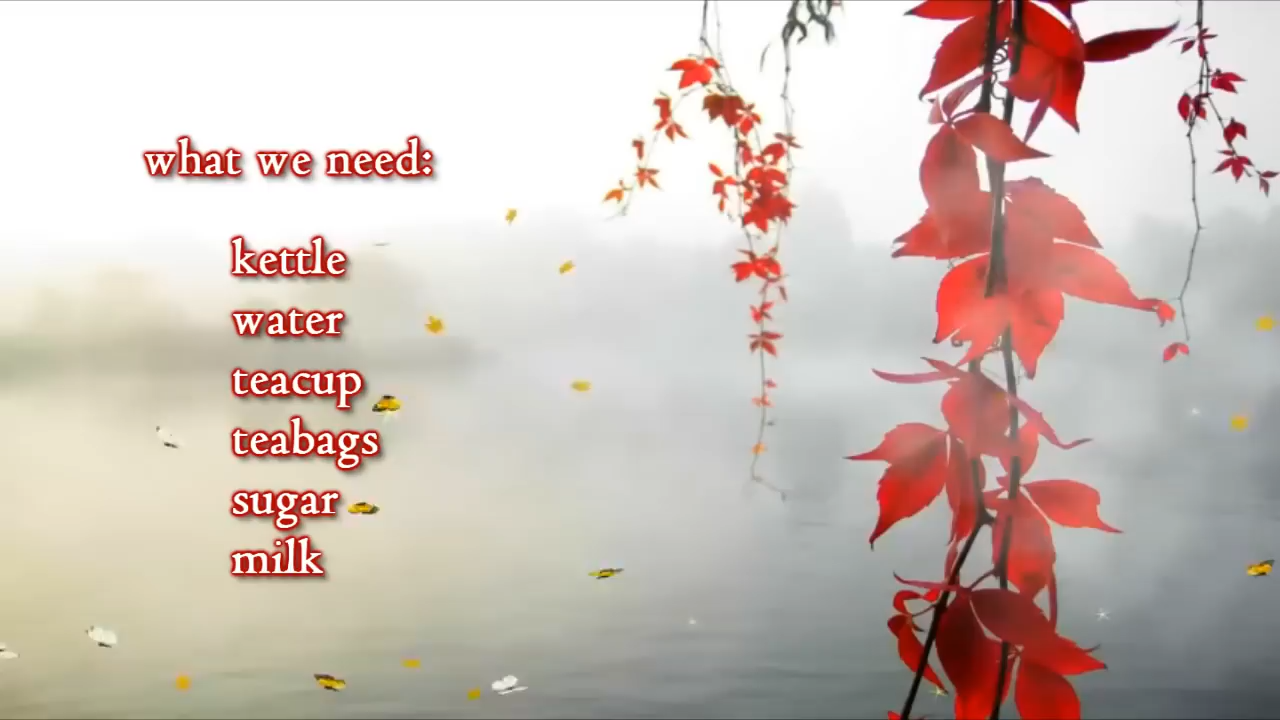 what we need:
kettle
water
teacup
teabags
sugar
milk